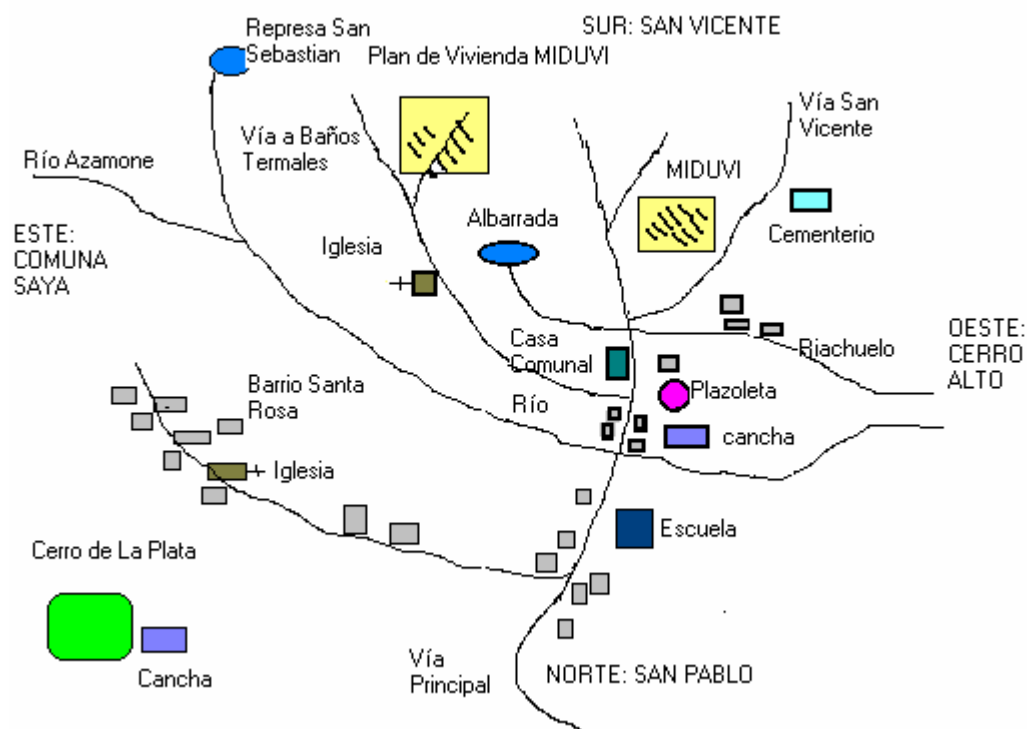 Represa San
Sebastian
SUR: SAN VICENTE
Plan de Vivienda MIDUVI
Vía San
Vicente
Vía a Baños
Termales
Río Azamone
MIDUVI
Albarrada
Cementerio
ESTE:
COMUNA
SAYA
Iglesia
OESTE:
CERRO
ALTO
Casa
Comunal
Riachuelo
Barrio Santa
Rosa
Río
Plazoleta
cancha
Iglesia
Escuela
Cerro de La Plata
Vía
Principal
NORTE: SAN PABLO
Cancha